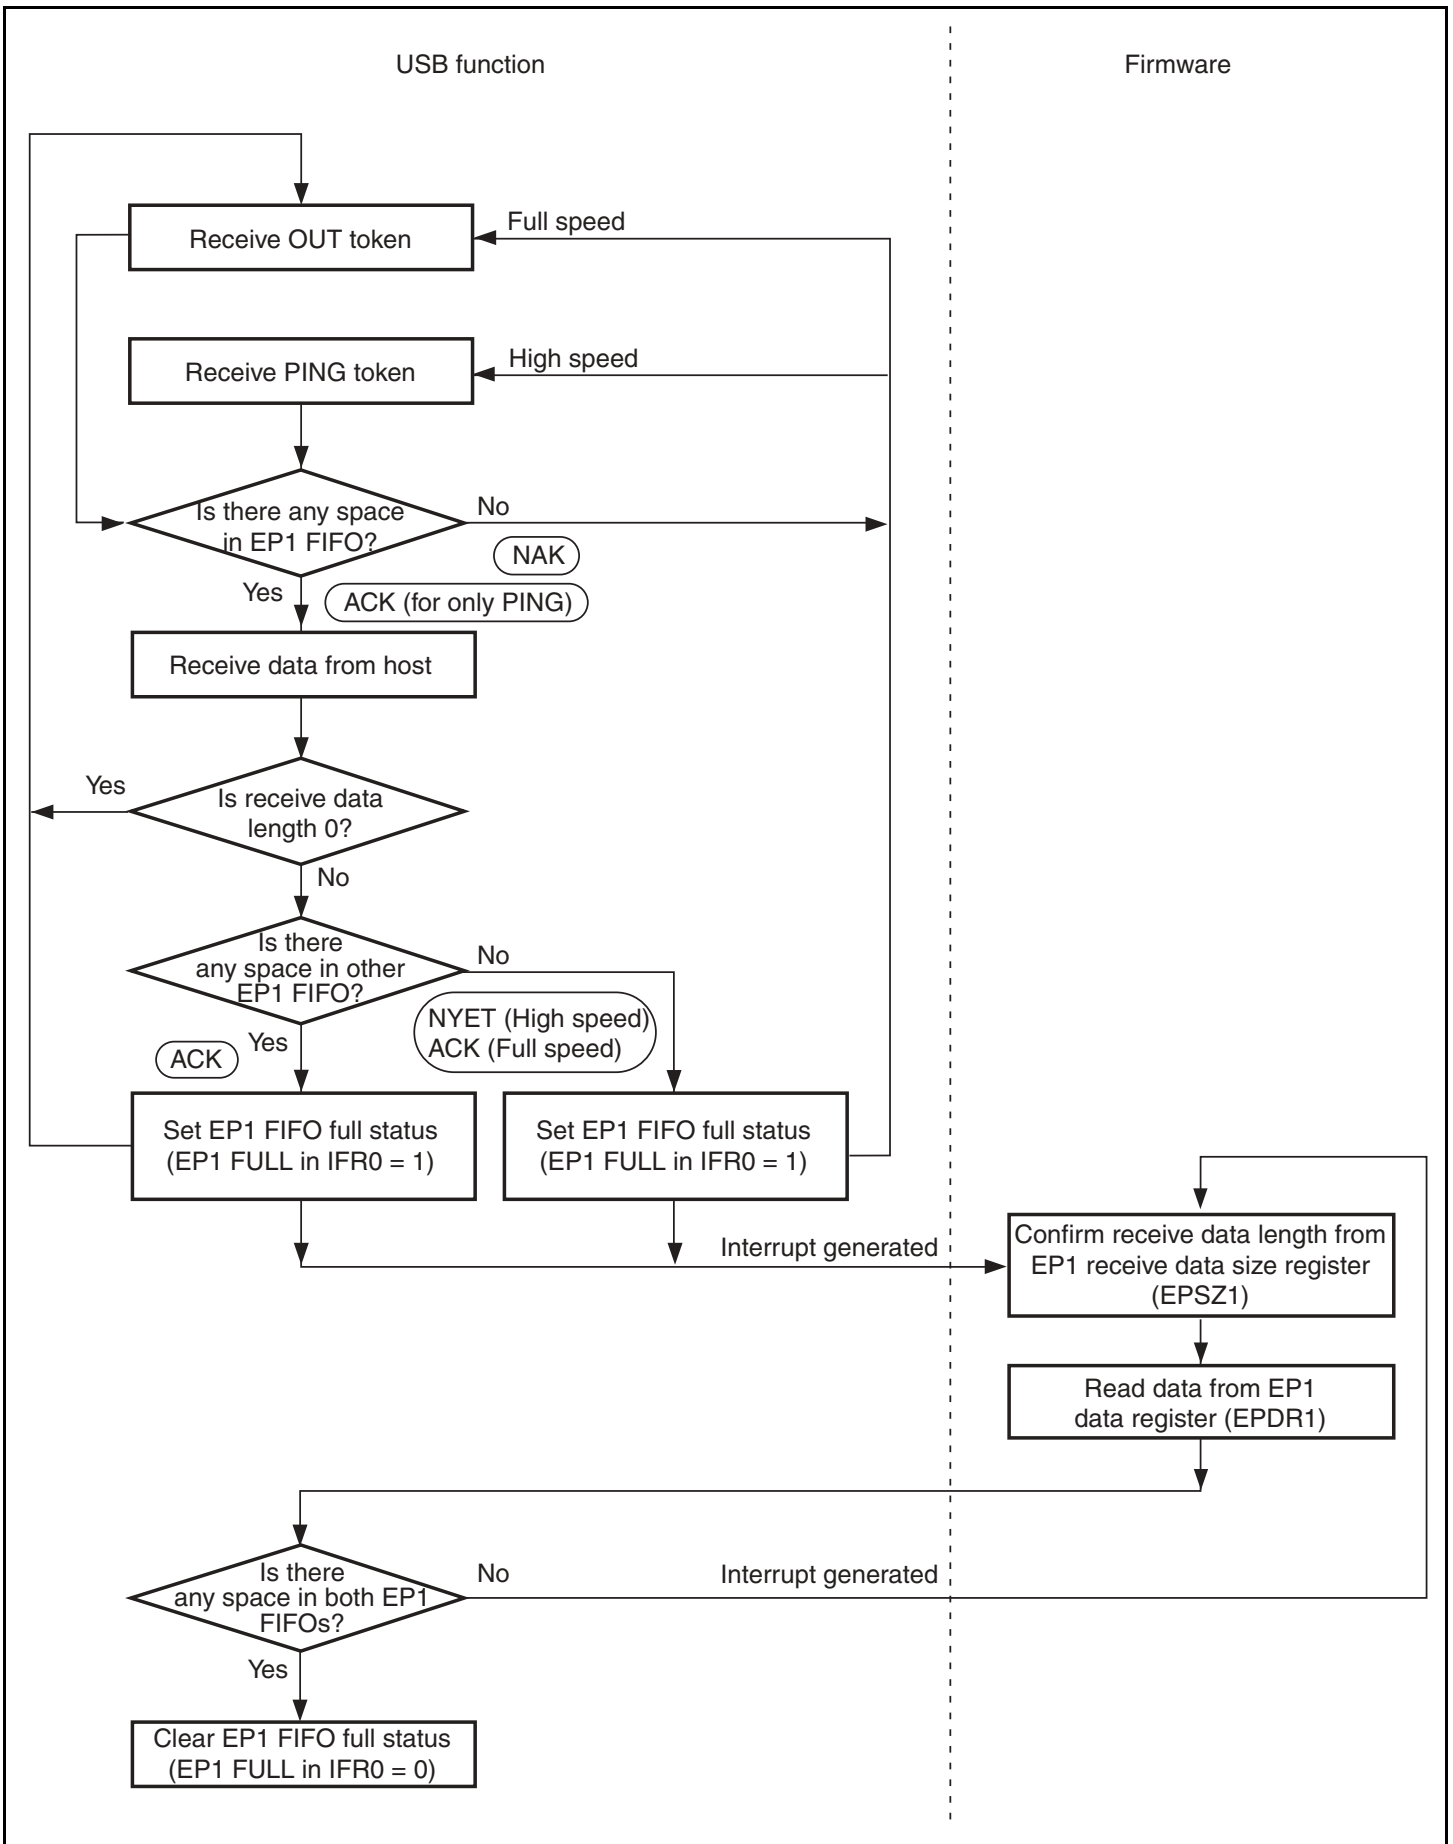 USB function
Firmware
Receive OUT token
Full speed
Receive PING token
High speed
Is there any space
in EP1 FIFO?
No
NAK
Yes
ACK (for only PING)
Receive data from host
Yes
Is receive data
length 0?
No
Is there
any space in other
EP1 FIFO?
No
NYET (High speed)
ACK (Full speed)
Yes
ACK
Set EP1 FIFO full status
(EP1 FULL in IFR0 = 1)
Set EP1 FIFO full status
(EP1 FULL in IFR0 = 1)
Interrupt generated
Confirm receive data length from
EP1 receive data size register
(EPSZ1)
Read data from EP1
data register (EPDR1)
Is there
any space in both EP1
FIFOs?
No
Interrupt generated
Yes
Clear EP1 FIFO full status
(EP1 FULL in IFR0 = 0)